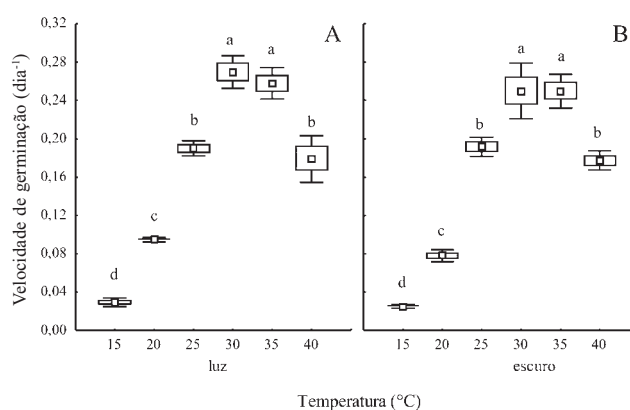 Velocidade de germinação (dia-1)
0,32
0,28
0,24
0,20
0,16
0,12
0,08
0,04
0,00
A
d
c
b
a
a
b
15 20 25 30 35 40
luz
B
d
c
b
a
a
b
15 20 25 30 35 40
escuro
Temperatura (°C)